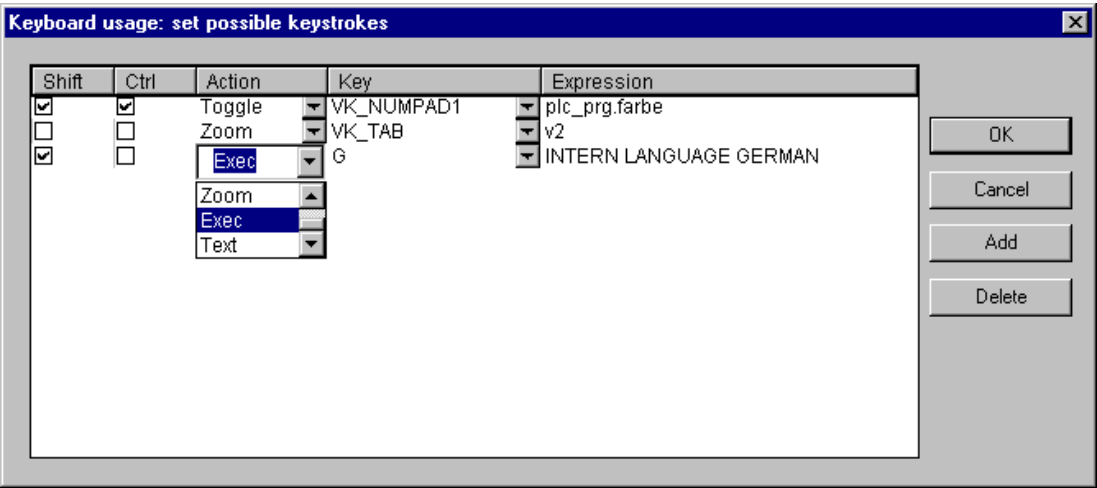 Keyboard usage: set possible keystrokes
Shift Ctrl Action Key Expression
Toggle VK_NUMPAD1 plc_prg.farbe
Zoom VK_TAB v2
Exec G INTERN LANGUAGE GERMAN
Zoom
Exec
Text
OK
Cancel
Add
Delete